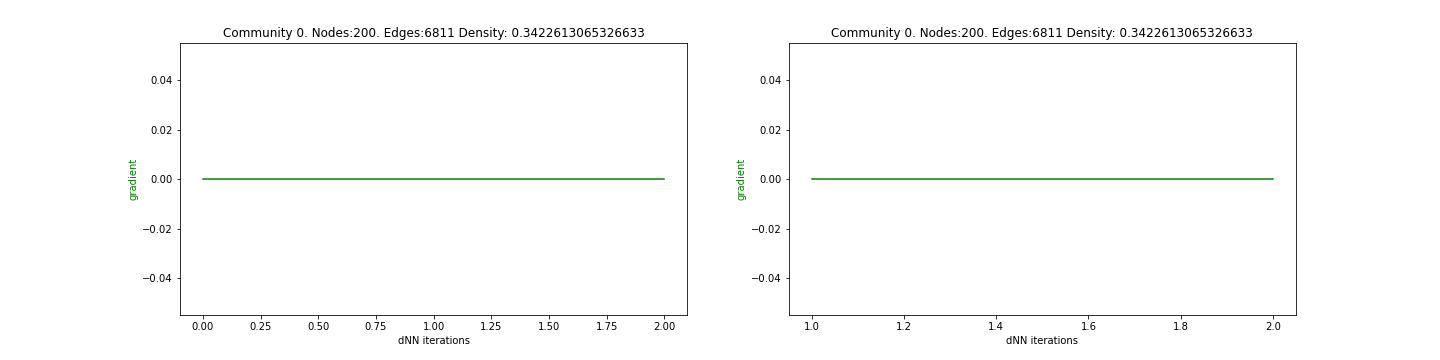 Community 0. Nodes:200. Edges:6811 Density: 0.3422613065326633
gradient
0.04
0.02
0.00
−0.02
−0.04
0.00 0.25 0.50 0.75 1.00 1.25 1.50 1.75 2.00
dNN iterations
Community 0. Nodes:200. Edges:6811 Density: 0.3422613065326633
gradient
0.04
0.02
0.00
−0.02
−0.04
1.0 1.2 1.4 1.6 1.8 2.0
dNN iterations